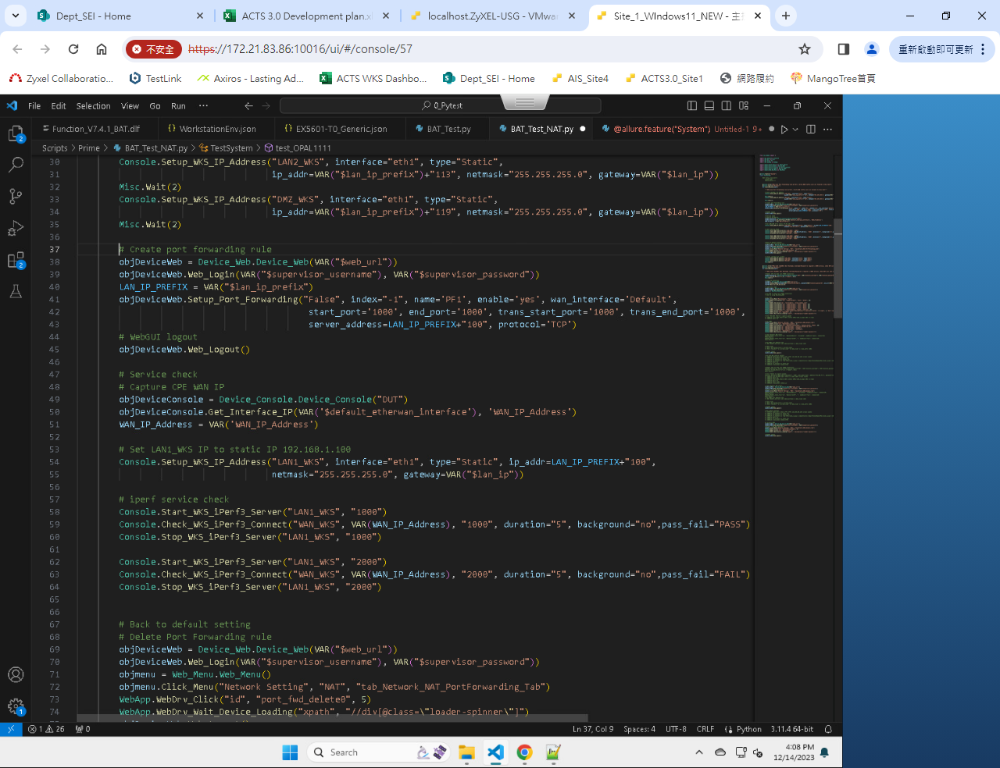 Dept_SEI - Home
ACTS 3.0 Development plan.xl
localhost.ZyXEL-USG - VMwa
Site_1_WIndows11_NEW - 主
不安全
https://172.21.83.86:10016/ui/#/console/57
重新啟動即可更新
Zyxel Collaboratio...
TestLink
Axiros - Lasting Ad...
ACTS WKS Dashbo...
Dept_SEI - Home
AIS_Site4
ACTS3.0_Site1
網路履約
MangoTree首頁
File Edit Selection View Go Run ···
0_Pytest
Function_V7.4.1_BAT.dlf
WorkstationEnv.json
EX5601-T0_Generic.json
BAT_Test.py
BAT_Test_NAT.py
@allure.feature("System") Untitled-1 9+
Scripts > Prime > BAT_Test_NAT.py > TestSystem > test_OPAL1111
30 Console.Setup_WKS_IP_Address("LAN2_WKS", interface="eth1", type="Static",
31 ip_addr=VAR("$lan_ip_prefix")+"113", netmask="255.255.255.0", gateway=VAR("$lan_ip"))
32 Misc.Wait(2)
33 Console.Setup_WKS_IP_Address("DMZ_WKS", interface="eth1", type="Static",
34 ip_addr=VAR("$lan_ip_prefix")+"119", netmask="255.255.255.0", gateway=VAR("$lan_ip"))
35 Misc.Wait(2)
36
37 # Create port forwarding rule
38 objDeviceWeb = Device_Web.Device_Web(VAR("$web_url"))
39 objDeviceWeb.Web_Login(VAR("$supervisor_username"), VAR("$supervisor_password"))
40 LAN_IP_PREFIX = VAR("$lan_ip_prefix")
41 objDeviceWeb.Setup_Port_Forwarding("False", index="-1", name='PF1', enable='yes', wan_interface='Default',
42 start_port='1000', end_port='1000', trans_start_port='1000', trans_end_port='1000',
43 server_address=LAN_IP_PREFIX+"100", protocol='TCP')
44 # WebGUI logout
45 objDeviceWeb.Web_Logout()
46
47 # Service check
48 # Capture CPE WAN IP
49 objDeviceConsole = Device_Console.Device_Console("DUT")
50 objDeviceConsole.Get_Interface_IP(VAR('$default_etherwan_interface'), 'WAN_IP_Address')
51 WAN_IP_Address = VAR('WAN_IP_Address')
52
53 # Set LAN1_WKS IP to static IP 192.168.1.100
54 Console.Setup_WKS_IP_Address("LAN1_WKS", interface="eth1", type="Static", ip_addr=LAN_IP_PREFIX+"100",
55 netmask="255.255.255.0", gateway=VAR("$lan_ip"))
56
57 # iperf service check
58 Console.Start_WKS_iPerf3_Server("LAN1_WKS", "1000")
59 Console.Check_WKS_iPerf3_Connect("WAN_WKS", VAR(WAN_IP_Address), "1000", duration="5", background="no",pass_fail="PASS")
60 Console.Stop_WKS_iPerf3_Server("LAN1_WKS", "1000")
61
62 Console.Start_WKS_iPerf3_Server("LAN1_WKS", "2000")
63 Console.Check_WKS_iPerf3_Connect("WAN_WKS", VAR(WAN_IP_Address), "2000", duration="5", background="no",pass_fail="FAIL")
64 Console.Stop_WKS_iPerf3_Server("LAN1_WKS", "2000")
65
66
67 # Back to default setting
68 # Delete Port Forwarding rule
69 objDeviceWeb = Device_Web.Device_Web(VAR("$web_url"))
70 objDeviceWeb.Web_Login(VAR("$supervisor_username"), VAR("$supervisor_password"))
71 objmenu = Web_Menu.Web_Menu()
72 objmenu.Click_Menu("Network Setting", "NAT", "tab_Network_NAT_PortForwarding_Tab")
73 WebApp.WebDrv_Click("id", "port_fwd_delete0", 5)
74 WebApp.WebDrv_Wait_Device_Loading("xpath", "//div[@class=\"loader-spinner\"]")
2
2
1
1 26 0
Ln 37, Col 9 Spaces: 4 UTF-8 CRLF Python 3.11.4 64-bit
Search
4:08 PM
12/14/2023